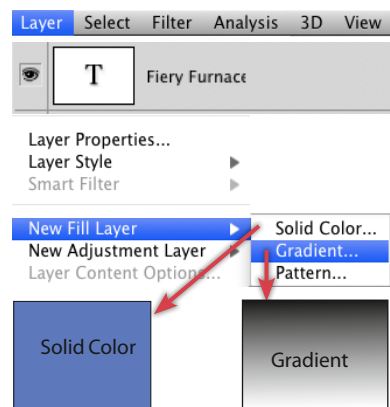 Layer Select Filter Analysis 3D View
T Fiery Furnace
Layer Properties...
Layer Style
Smart Filter
New Fill Layer Solid Color...
New Adjustment Layer Gradient...
Layer Content Options... Pattern...
Solid Color
Gradient